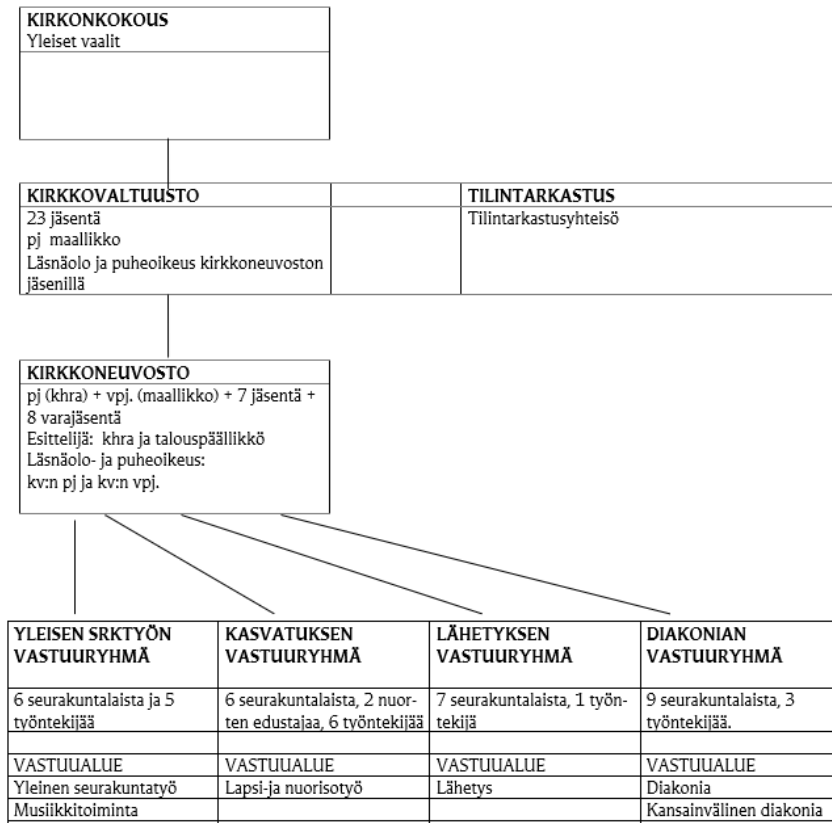 KIRKONKOKOUS
Yleiset vaalit
KIRKKOVALTUUSTO
23 jäsentä
pj maallikko
Läsnäolo ja puheoikeus kirkkoneuvoston
jäsenillä
TILINTARKASTUS
Tilintarkastusyhteisö
KIRKKONEUVOSTO
pj (khra) + vpj. (maallikko) + 7 jäsentä +
8 varajäsentä
Esittelijä: khra ja talouspäällikkö
Läsnäolo- ja puheoikeus:
kv:n pj ja kv:n vpj.
YLEISEN SRKTYÖN
VASTUURYHMÄ
6 seurakuntalaista ja 5
työntekijää
VASTUUALUE
Yleinen seurakuntatyö
Musiikkitoiminta
KASVATUKSEN
VASTUURYHMÄ
6 seurakuntalaista, 2 nuor-
ten edustajaa, 6 työntekijää
VASTUUALUE
Lapsi-ja nuorisotyö
LÄHETYKSEN
VASTUURYHMÄ
7 seurakuntalaista, 1 työn-
tekijä
VASTUUALUE
Lähetys
DIAKONIAN
VASTUURYHMÄ
9 seurakuntalaista, 3
työntekijää.
VASTUUALUE
Diakonia
Kansainvälinen diakonia